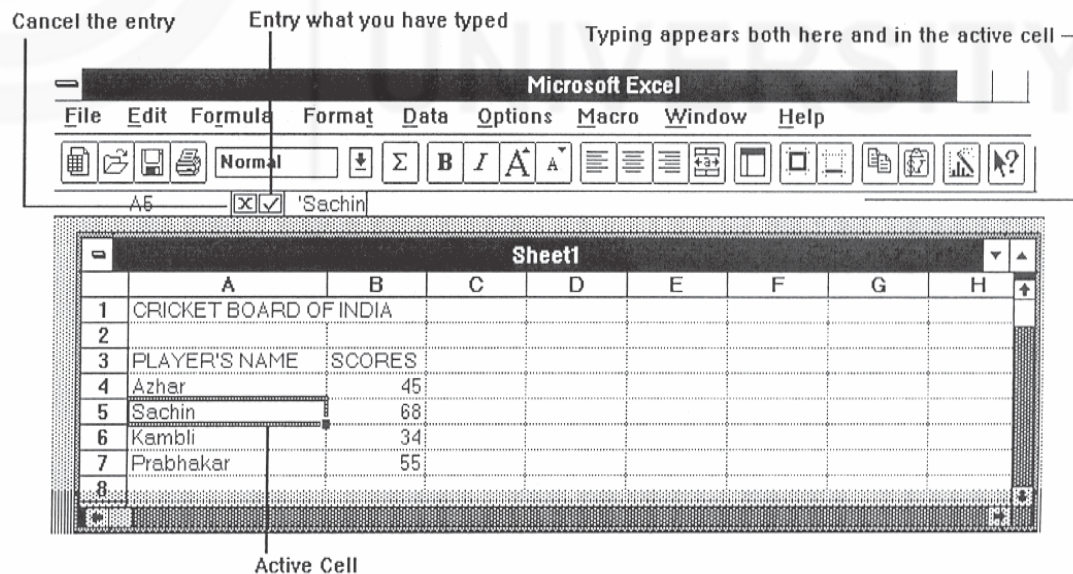 Cancel the entry
Entry what you have typed
Typing appears both here and in the active cell
Microsoft Excel
File Edit Formula Format Data Options Macro Window Help
Normal Σ B I A A a ?
A5 'Sachin
Sheet1
A B C D E F G H
1 CRICKET BOARD OF INDIA
2
3 PLAYER'S NAME SCORES
4 Azhar 45
5 Sachin 68
6 Kambli 34
7 Prabhakar 55
8
Active Cell
UNIVERSITY